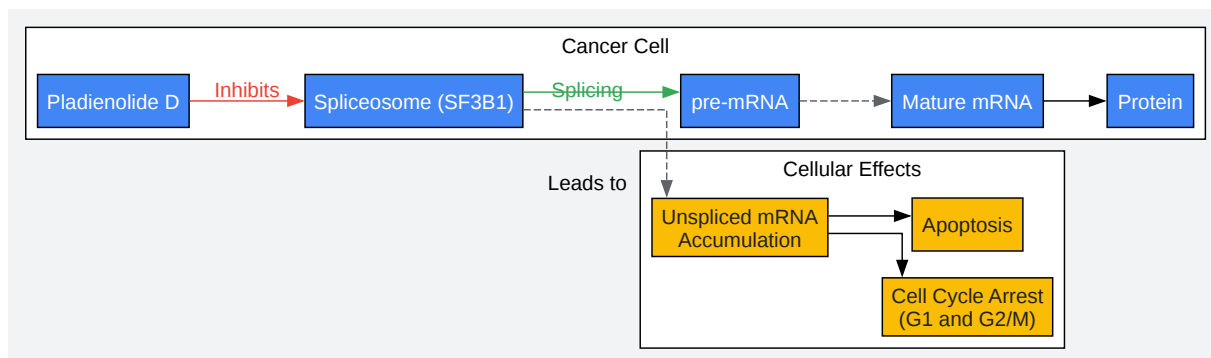 Cancer Cell
Pladienolide D
Inhibits
Spliceosome (SF3B1)
Splicing
pre-mRNA
Mature mRNA
Protein
Leads to
Cellular Effects
Unspliced mRNA
Accumulation
Apoptosis
Cell Cycle Arrest
(G1 and G2/M)